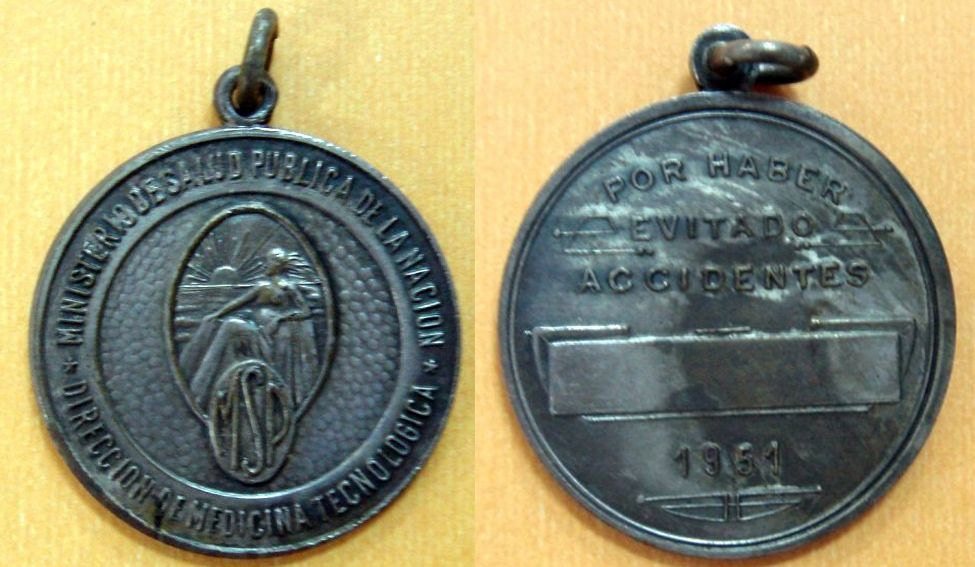 MINISTERIO DE SALUD PUBLICA DE LA NACION
* DIRECCION DE MEDICINA TECNOLOGICA *
MSP
POR HABER
EVITADO
ACCIDENTES
1961